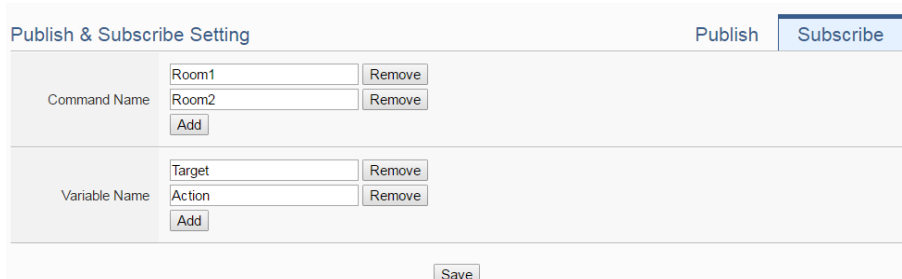 Publish & Subscribe Setting Publish Subscribe
Room1 Remove
Command Name Room2 Remove
Add
Target Remove
Variable Name Action Remove
Add
Save